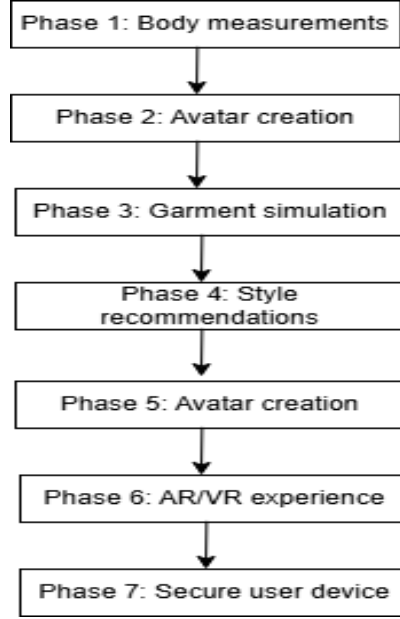 Phase 1: Body measurements
Phase 2: Avatar creation
Phase 3: Garment simulation
Phase 4: Style
recommendations
Phase 5: Avatar creation
Phase 6: AR/VR experience
Phase 7: Secure user device